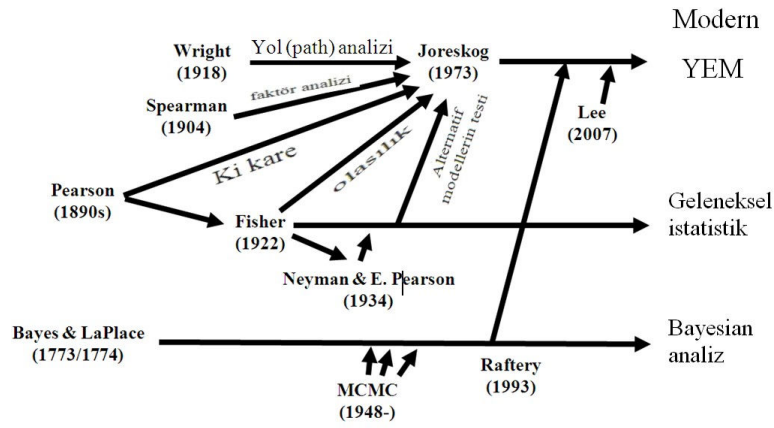 Modern
YEM
Wright
(1918)
Yol (path) analizi
Joreskog
(1973)
Spearman
(1904)
faktör analizi
Lee
(2007)
Ki kare
olasılık
Alternatif
modellerin testi
Pearson
(1890s)
Fisher
(1922)
Geleneksel
istatistik
Neyman & E. Pearson
(1934)
Bayes & LaPlace
(1773/1774)
Bayesian
analiz
Raftery
(1993)
MCMC
(1948-)